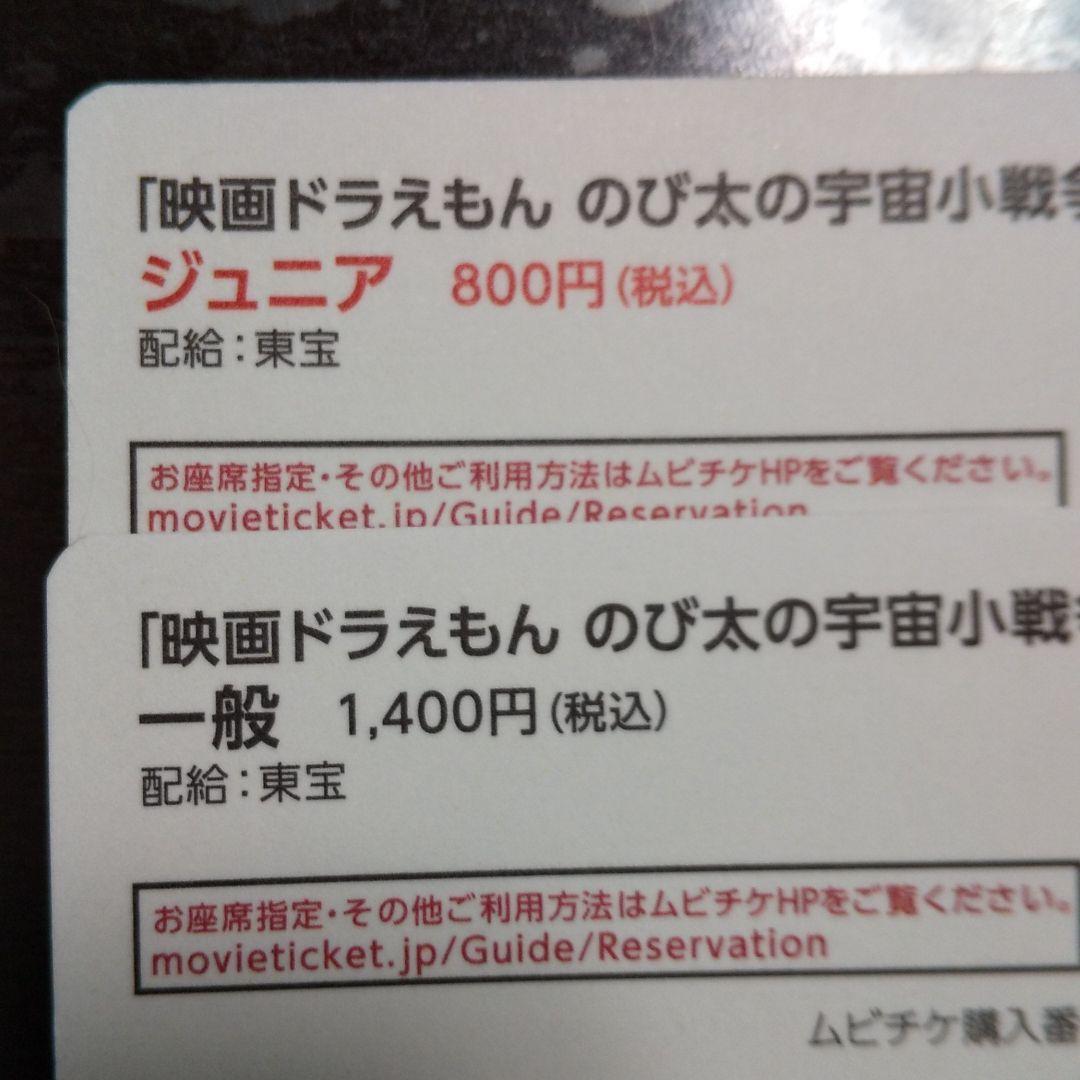 「映画ドラえもん のび太の宇宙小戦争
ジュニア 800円(税込)
配給:東宝
お座席指定・その他ご利用方法はムビチケHPをご覧ください。
movieticket.jp/Guide/Reservation
「映画ドラえもん のび太の宇宙小戦
一般 1,400円(税込)
配給:東宝
お座席指定・その他ご利用方法はムビチケHPをご覧ください。
movieticket.jp/Guide/Reservation
ムビチケ購入番